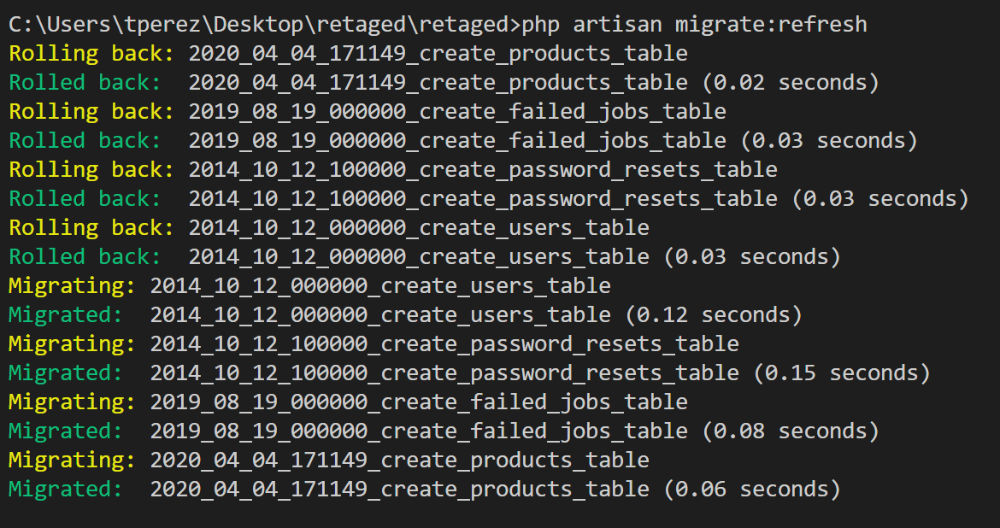 C:\Users\tperez\Desktop\retaged\retaged>php artisan migrate:refresh
Rolling back: 2020_04_04_171149_create_products_table
Rolled back:  2020_04_04_171149_create_products_table (0.02 seconds)
Rolling back: 2019_08_19_000000_create_failed_jobs_table
Rolled back:  2019_08_19_000000_create_failed_jobs_table (0.03 seconds)
Rolling back: 2014_10_12_100000_create_password_resets_table
Rolled back:  2014_10_12_100000_create_password_resets_table (0.03 seconds)
Rolling back: 2014_10_12_000000_create_users_table
Rolled back:  2014_10_12_000000_create_users_table (0.03 seconds)
Migrating: 2014_10_12_000000_create_users_table
Migrated:  2014_10_12_000000_create_users_table (0.12 seconds)
Migrating: 2014_10_12_100000_create_password_resets_table
Migrated:  2014_10_12_100000_create_password_resets_table (0.15 seconds)
Migrating: 2019_08_19_000000_create_failed_jobs_table
Migrated:  2019_08_19_000000_create_failed_jobs_table (0.08 seconds)
Migrating: 2020_04_04_171149_create_products_table
Migrated:  2020_04_04_171149_create_products_table (0.06 seconds)